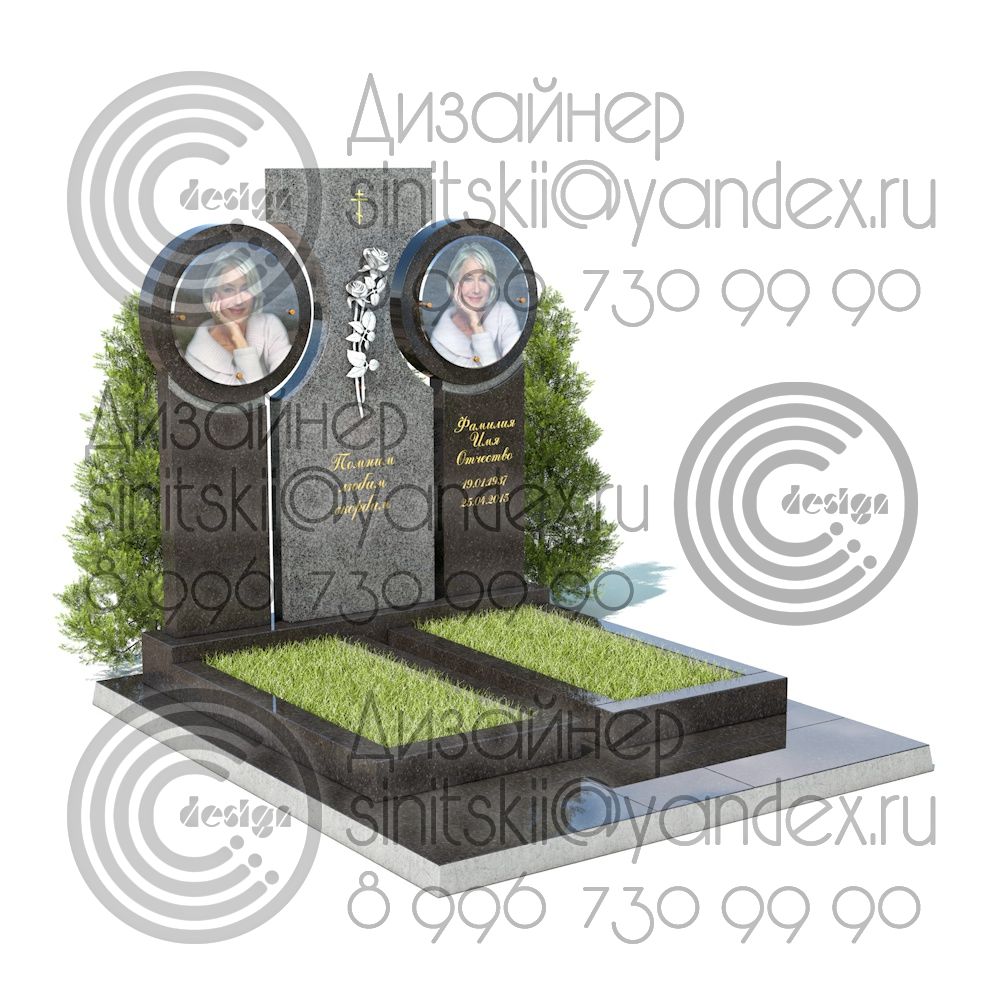 Дизайнер
design
sinitskii@yandex.ru
8 996 730 99 90
Дизайнер
Фамилия
Имя
Отчество
Помним
любим
скорбим
19.01.1937
25.04.2015
sinitskii@yandex.ru
design
8 996 730 99 90
Дизайнер
design
sinitskii@yandex.ru
8 996 730 99 90